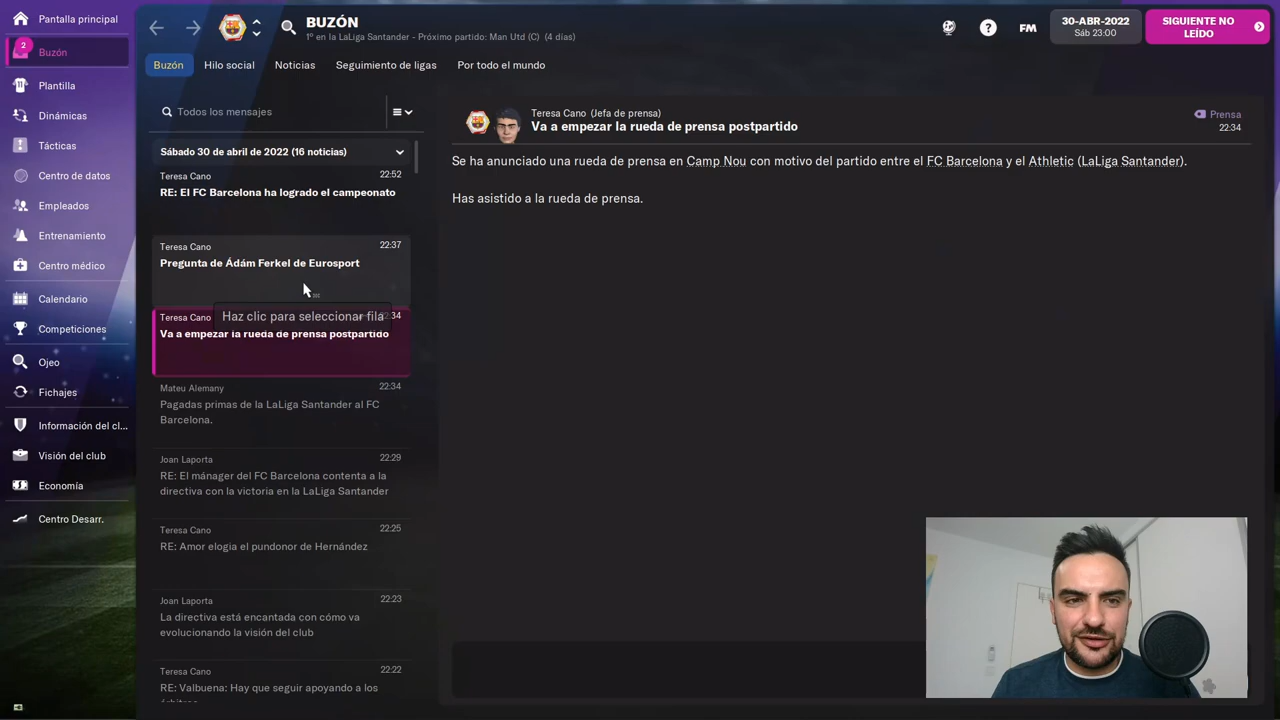 Pantalla principal
2
Buzón
Plantilla
Dinámicas
Tácticas
Centro de datos
Empleados
Entrenamiento
Centro médico
Calendario
Competiciones
Ojeo
Fichajes
Información del cl...
Visión del club
Economía
Centro Desarr.
BUZÓN
1º en la LaLiga Santander - Próximo partido: Man Utd (C) (4 días)
?
FM
30-ABR-2022
Sáb 23:00
SIGUIENTE NO
LEÍDO
Buzón
Hilo social
Noticias
Seguimiento de ligas
Por todo el mundo
Todos los mensajes
Sábado 30 de abril de 2022 (16 noticias)
Teresa Cano
22:52
RE: El FC Barcelona ha logrado el campeonato
Teresa Cano
22:37
Pregunta de Ádám Ferkel de Eurosport
Haz clic para seleccionar fila
Teresa Cano
22:34
Va a empezar la rueda de prensa postpartido
Mateu Alemany
22:34
Pagadas primas de la LaLiga Santander al FC
Barcelona.
Joan Laporta
22:29
RE: El mánager del FC Barcelona contenta a la
directiva con la victoria en la LaLiga Santander
Teresa Cano
22:25
RE: Amor elogia el pundonor de Hernández
Joan Laporta
22:23
La directiva está encantada con cómo va
evolucionando la visión del club
Teresa Cano
22:22
RE: Valbuena: Hay que seguir apoyando a los
árbitros
Teresa Cano (Jefa de prensa)
Va a empezar la rueda de prensa postpartido
Prensa
22:34
Se ha anunciado una rueda de prensa en Camp Nou con motivo del partido entre el FC Barcelona y el Athletic (LaLiga Santander).
Has asistido a la rueda de prensa.